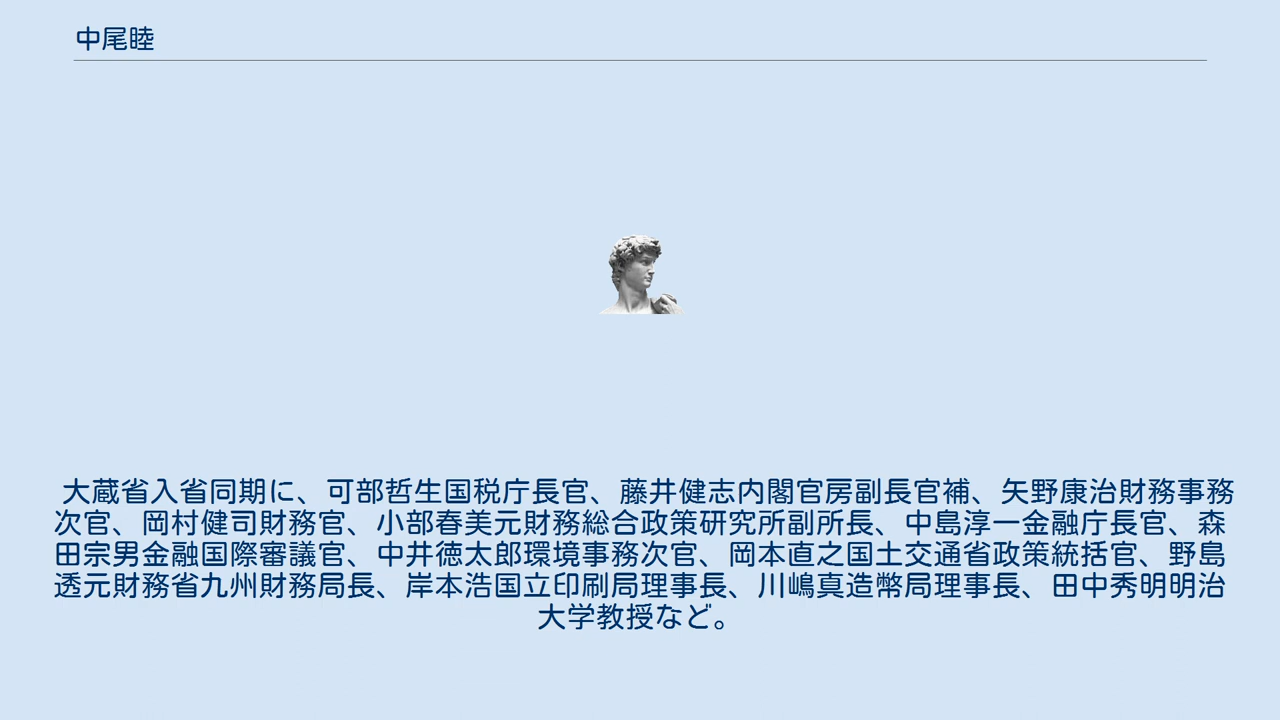 中尾睦
大蔵省入省同期に、可部哲生国税庁長官、藤井健志内閣官房副長官補、矢野康治財務事務
次官、岡村健司財務官、小部春美元財務総合政策研究所副所長、中島淳一金融庁長官、森
田宗男金融国際審議官、中井徳太郎環境事務次官、岡本直之国土交通省政策統括官、野島
透元財務省九州財務局長、岸本浩国立印刷局理事長、川嶋真造幣局理事長、田中秀明明治
大学教授など。